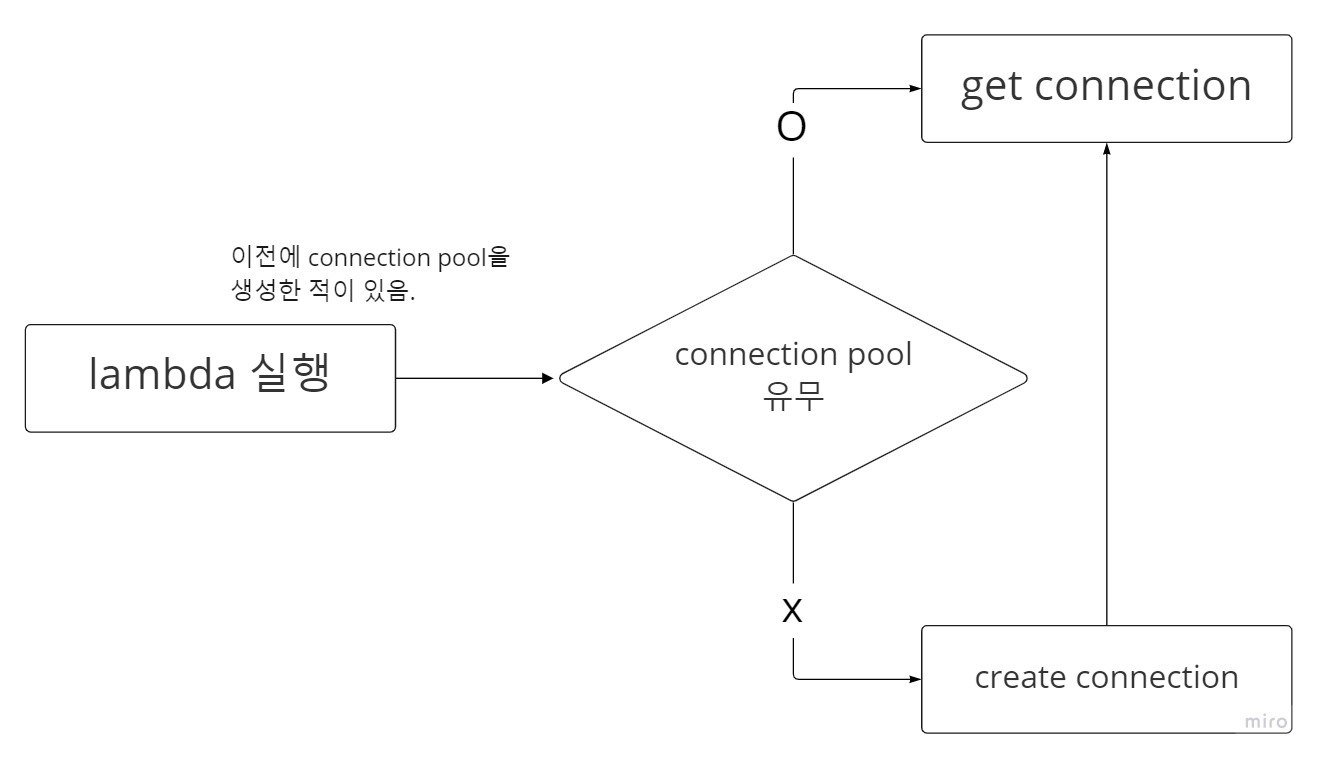 get connection
O
이전에 connection pool을
생성한 적이 있음.
lambda 실행
connection pool
유무
x
create connection
miro